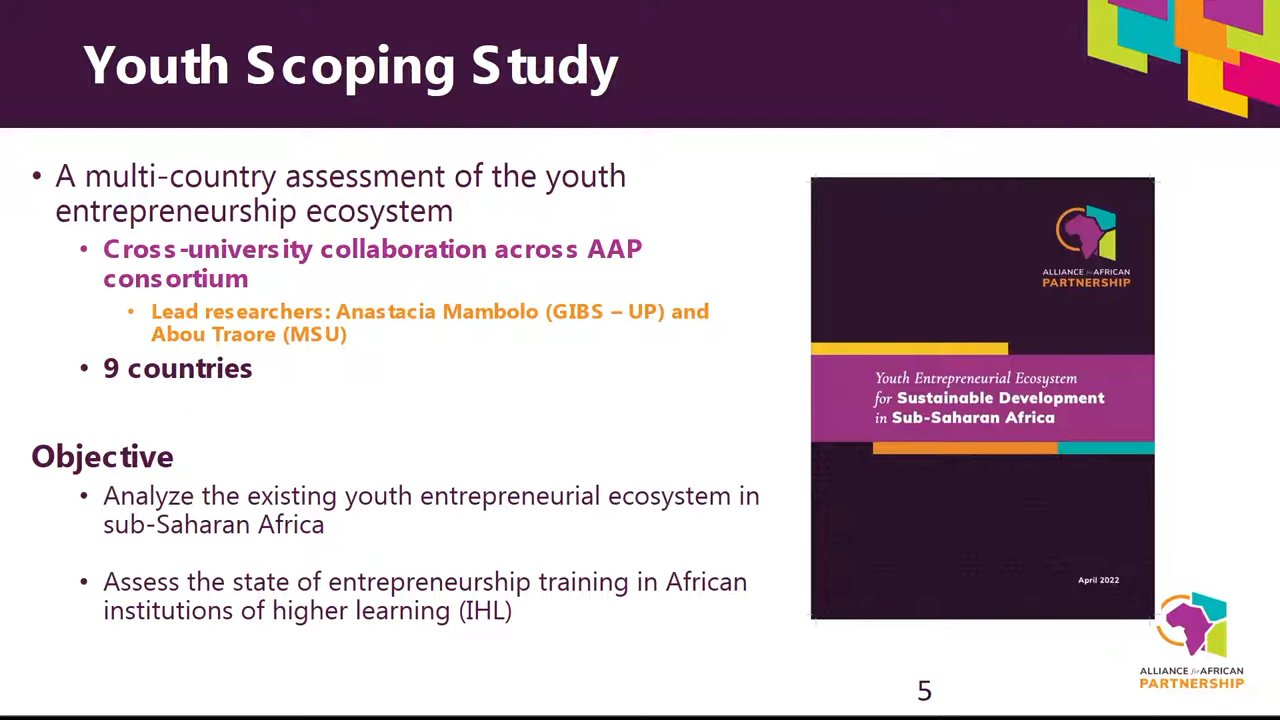 Youth Scoping Study
• A multi-country assessment of the youth
entrepreneurship ecosystem
• Cross-university collaboration across AAP
consortium
• Lead researchers: Anastacia Mambolo (GIBS – UP) and
Abou Traore (MSU)
• 9 countries
Objective
• Analyze the existing youth entrepreneurial ecosystem in
sub-Saharan Africa
• Assess the state of entrepreneurship training in African
institutions of higher learning (IHL)
ALLIANCE for AFRICAN
PARTNERSHIP
Youth Entrepreneurial Ecosystem
for Sustainable Development
in Sub-Saharan Africa
April 2022
ALLIANCE for AFRICAN
PARTNERSHIP
5